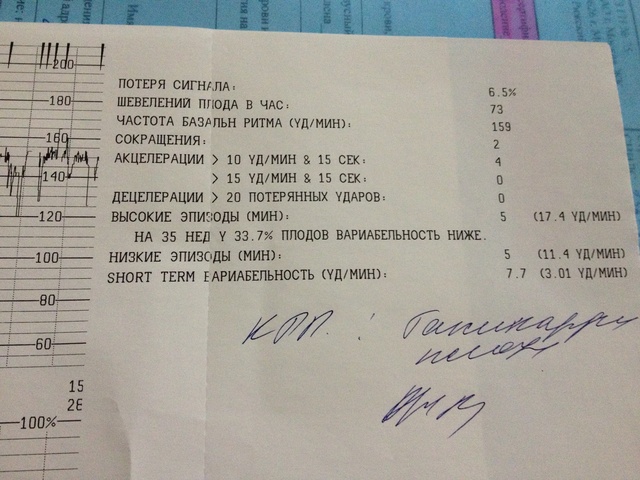 200
180
160
140
120
100
80
60
15
100%
ПОТЕРЯ СИГНАЛА: 6.5%
ШЕВЕЛЕНИЙ ПЛОДА В ЧАС: 73
ЧАСТОТА БАЗАЛЬН РИТМА (УД/МИН): 159
СОКРАЩЕНИЯ: 2
АКЦЕЛЕРАЦИИ > 10 УД/МИН & 15 СЕК: 4
> 15 УД/МИН & 15 СЕК: 0
ДЕЦЕЛЕРАЦИИ > 20 ПОТЕРЯННЫХ УДАРОВ: 0
ВЫСОКИЕ ЭПИЗОДЫ (МИН): 5 (17.4 УД/МИН)
НА 35 НЕД У 33.7% ПЛОДОВ ВАРИАБЕЛЬНОСТЬ НИЖЕ.
НИЗКИЕ ЭПИЗОДЫ (МИН): 5 (11.4 УД/МИН)
SHORT TERM ВАРИАБЕЛЬНОСТЬ (УД/МИН): 7.7 (3.01 УД/МИН)